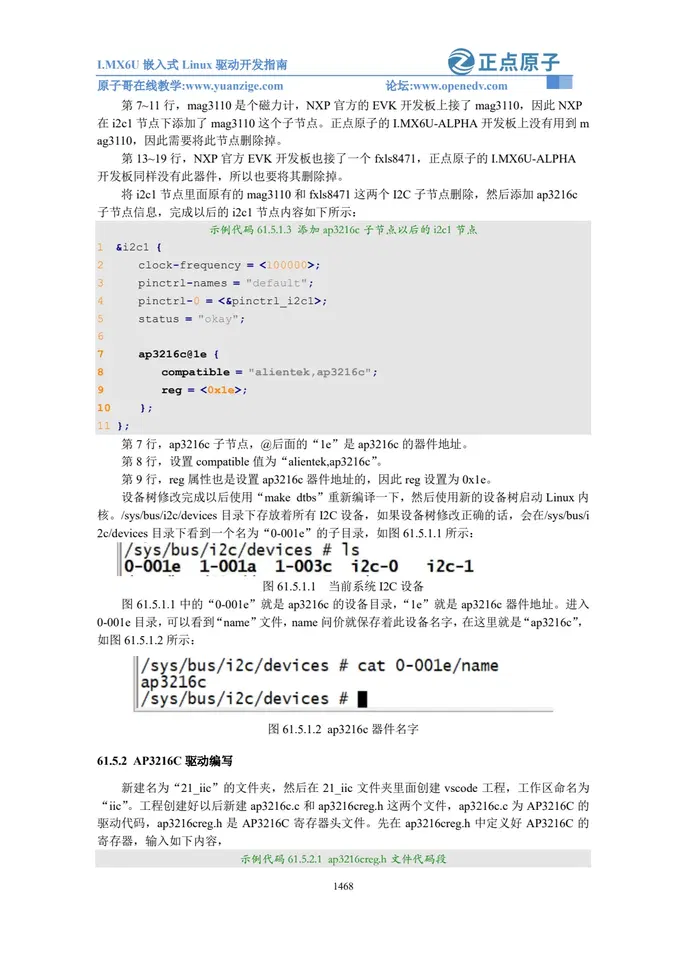 I.MX6U 嵌入式 Linux 驱动开发指南
正点原子
原子哥在线教学:www.yuanzige.com 论坛:www.openedv.com
第 7~11 行，mag3110 是个磁力计，NXP 官方的 EVK 开发板上接了 mag3110，因此 NXP
在 i2c1 节点下添加了 mag3110 这个子节点。正点原子的 I.MX6U-ALPHA 开发板上没有用到 m
ag3110，因此需要将此节点删除掉。
第 13~19 行，NXP 官方 EVK 开发板也接了一个 fxls8471，正点原子的 I.MX6U-ALPHA
开发板同样没有此器件，所以也要将其删除掉。
将 i2c1 节点里面原有的 mag3110 和 fxls8471 这两个 I2C 子节点删除，然后添加 ap3216c
子节点信息，完成以后的 i2c1 节点内容如下所示：
示例代码 61.5.1.3 添加 ap3216c 子节点以后的 i2c1 节点
1 &i2c1 {
2 clock-frequency = <100000>;
3 pinctrl-names = "default";
4 pinctrl-0 = <&pinctrl_i2c1>;
5 status = "okay";
6
7 ap3216c@1e {
8 compatible = "alientek,ap3216c";
9 reg = <0x1e>;
10 };
11 };
第 7 行，ap3216c 子节点，@后面的“1e”是 ap3216c 的器件地址。
第 8 行，设置 compatible 值为“alientek,ap3216c”。
第 9 行，reg 属性也是设置 ap3216c 器件地址的，因此 reg 设置为 0x1e。
设备树修改完成以后使用“make dtbs”重新编译一下，然后使用新的设备树启动 Linux 内
核。/sys/bus/i2c/devices 目录下存放着所有 I2C 设备，如果设备树修改正确的话，会在/sys/bus/i
2c/devices 目录下看到一个名为“0-001e”的子目录，如图 61.5.1.1 所示：
/sys/bus/i2c/devices # ls
0-001e 1-001a 1-003c i2c-0 i2c-1
图 61.5.1.1 当前系统 I2C 设备
图 61.5.1.1 中的“0-001e”就是 ap3216c 的设备目录，“1e”就是 ap3216c 器件地址。进入
0-001e 目录，可以看到“name”文件，name 问价就保存着此设备名字，在这里就是“ap3216c”，
如图 61.5.1.2 所示：
/sys/bus/i2c/devices # cat 0-001e/name
ap3216c
/sys/bus/i2c/devices #
图 61.5.1.2 ap3216c 器件名字
61.5.2 AP3216C 驱动编写
新建名为“21_iic”的文件夹，然后在 21_iic 文件夹里面创建 vscode 工程，工作区命名为
“iic”。工程创建好以后新建 ap3216c.c 和 ap3216creg.h 这两个文件，ap3216c.c 为 AP3216C 的
驱动代码，ap3216creg.h 是 AP3216C 寄存器头文件。先在 ap3216creg.h 中定义好 AP3216C 的
寄存器，输入如下内容，
示例代码 61.5.2.1 ap3216creg.h 文件代码段
1468